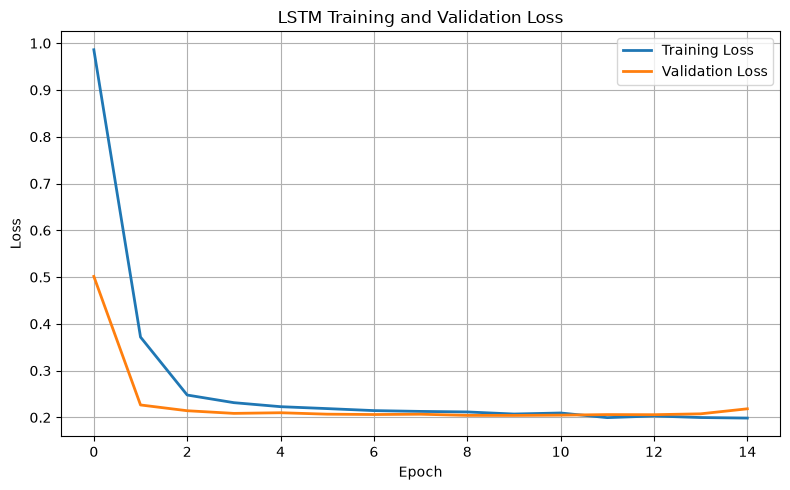 LSTM Training and Validation Loss
Training Loss
Validation Loss
Loss
1.0
0.9
0.8
0.7
0.6
0.5
0.4
0.3
0.2
0 2 4 6 8 10 12 14
Epoch